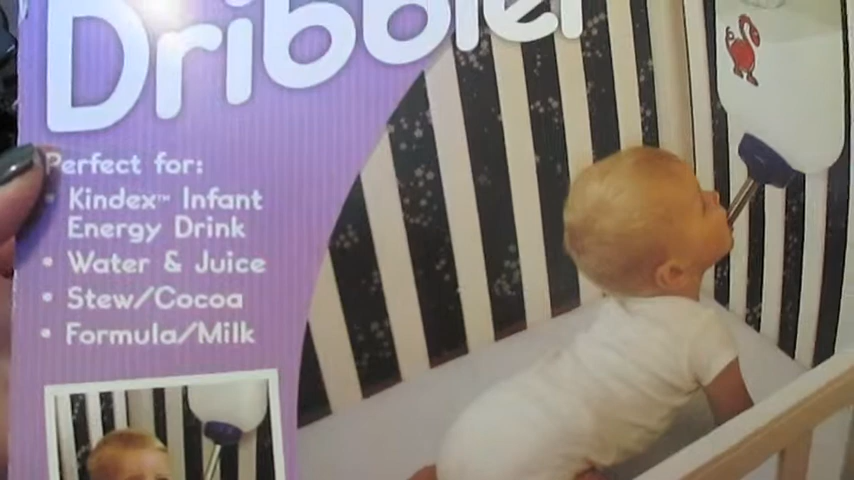 Dribbler
Perfect for:
• Kindex™ Infant
Energy Drink
• Water & Juice
• Stew/Cocoa
• Formula/Milk